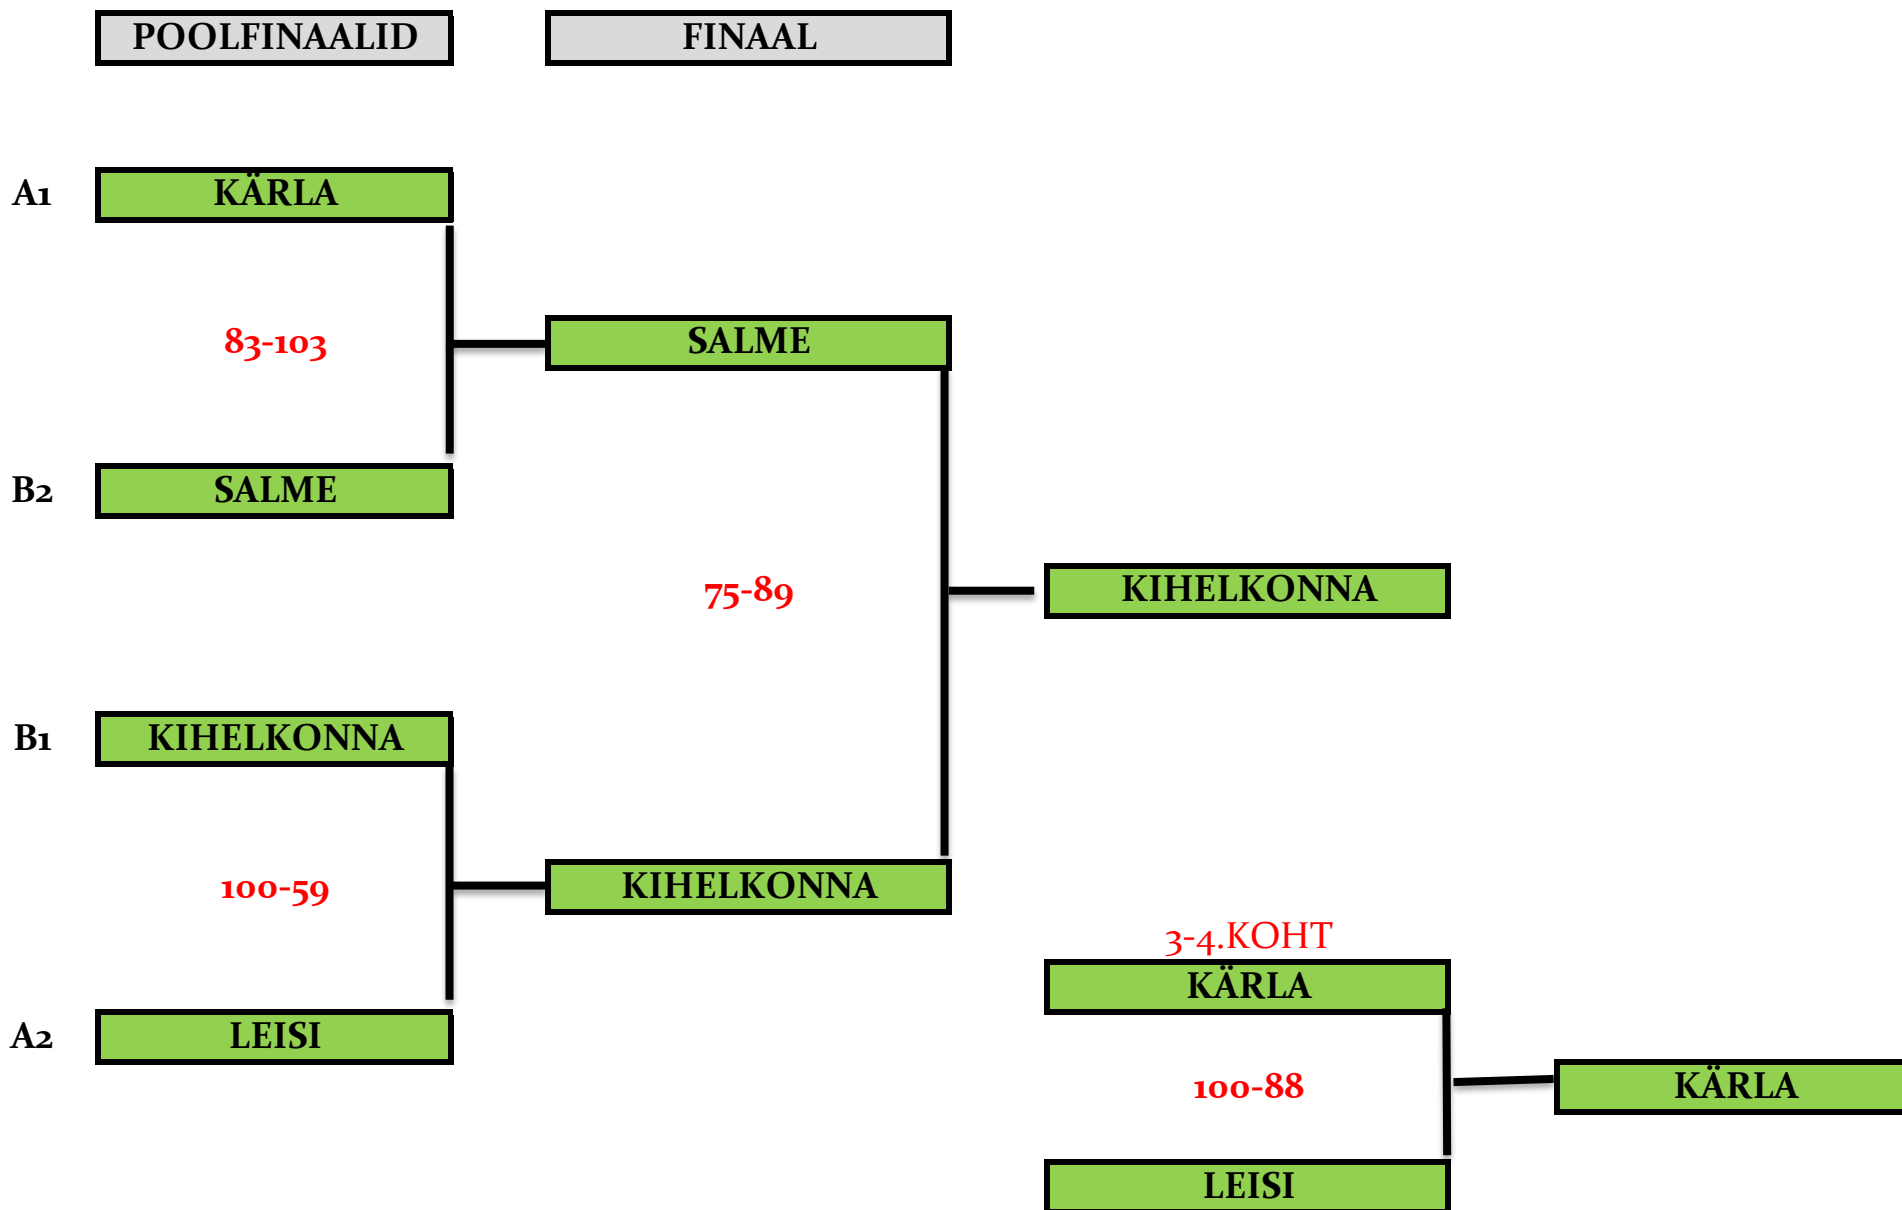 POOLFINAALID
FINAAL
A1
KÄRLA
83-103
SALME
B2
SALME
75-89
KIHELKONNA
B1
KIHELKONNA
100-59
KIHELKONNA
3-4.KOHT
KÄRLA
A2
LEISI
100-88
KÄRLA
LEISI